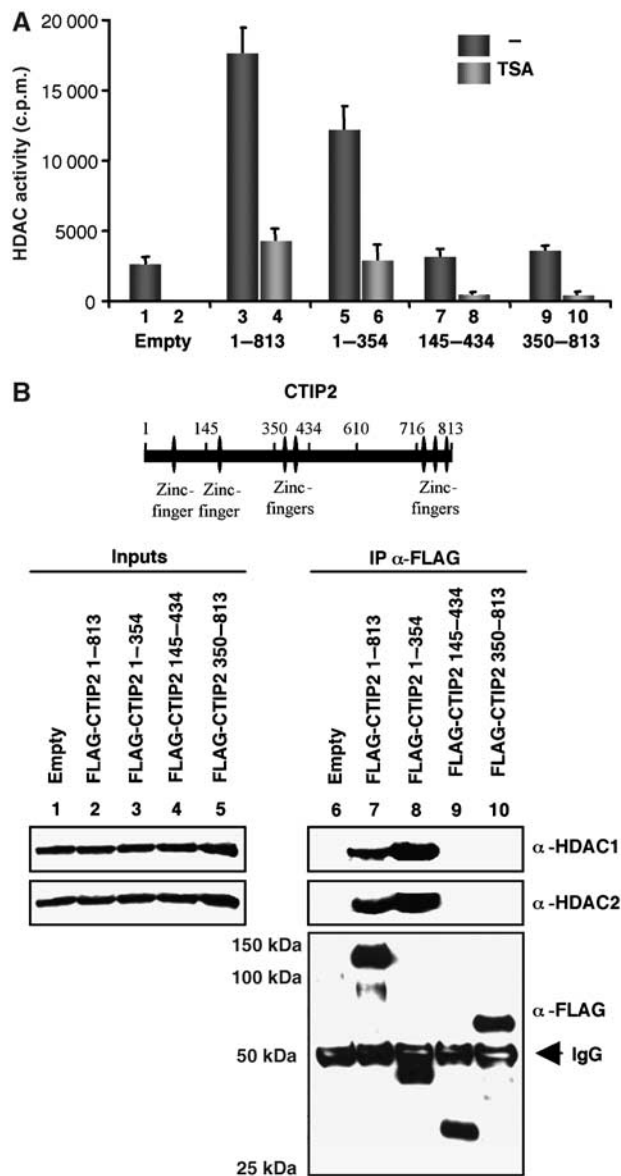 A
HDAC activity (c.p.m.)
20 000
15 000
10 000
5000
0
–
TSA
1 2 3 4 5 6 7 8 9 10
Empty 1–813 1–354 145–434 350–813
B
CTIP2
1 145 350 434 610 716 813
Zinc-finger Zinc-finger Zinc-fingers Zinc-fingers
Inputs
IP α-FLAG
Empty
FLAG-CTIP2 1–813
FLAG-CTIP2 1–354
FLAG-CTIP2 145–434
FLAG-CTIP2 350–813
Empty
FLAG-CTIP2 1–813
FLAG-CTIP2 1–354
FLAG-CTIP2 145–434
FLAG-CTIP2 350–813
1 2 3 4 5 6 7 8 9 10
α-HDAC1
α-HDAC2
150 kDa
100 kDa
α-FLAG
50 kDa
IgG
25 kDa